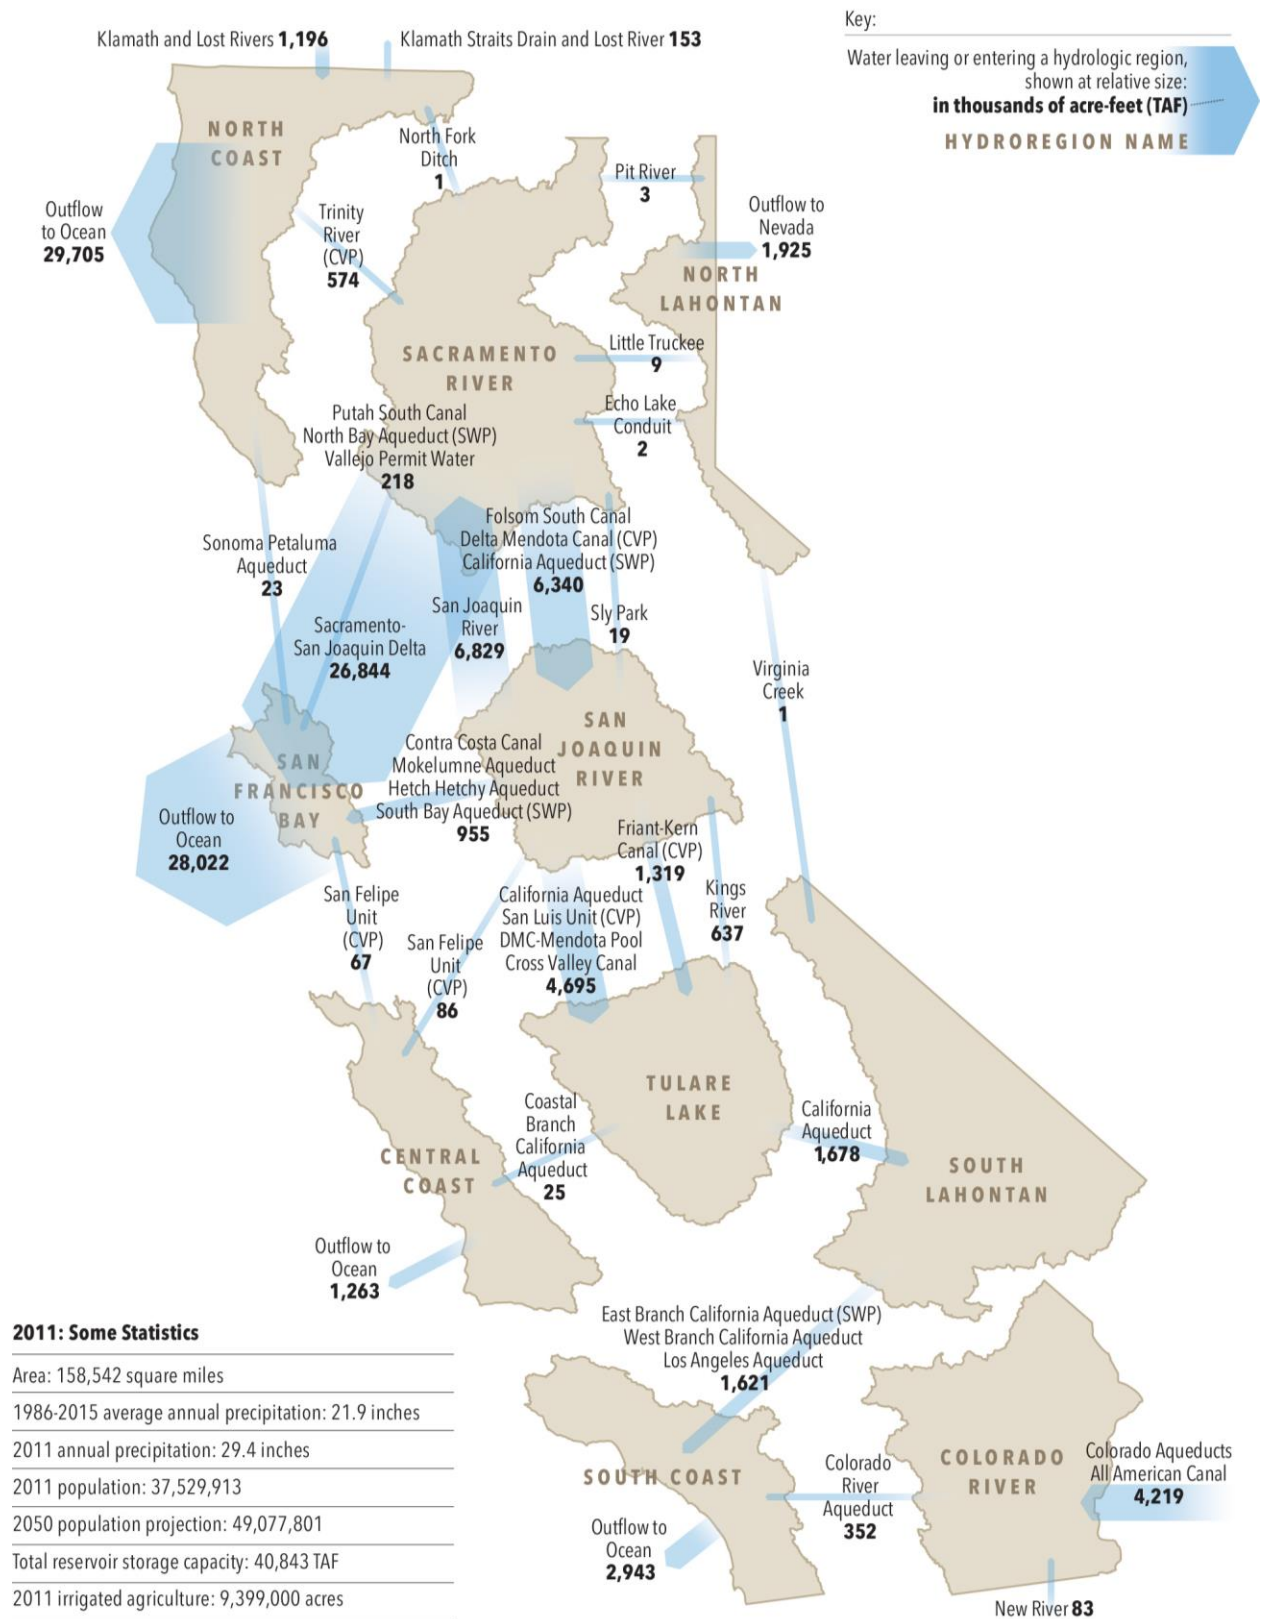 Klamath and Lost Rivers 1,196
Klamath Straits Drain and Lost River 153
Key:
Water leaving or entering a hydrologic region,
shown at relative size:
in thousands of acre-feet (TAF)
HYDROREGION NAME
NORTH
COAST
North Fork
Ditch
1
Pit River
3
Outflow
to Ocean
29,705
Trinity
River
(CVP)
574
Outflow to
Nevada
1,925
NORTH
LAHONTAN
SACRAMENTO
RIVER
Little Truckee
9
Echo Lake
Conduit
2
Putah South Canal
North Bay Aqueduct (SWP)
Vallejo Permit Water
218
Folsom South Canal
Delta Mendota Canal (CVP)
California Aqueduct (SWP)
6,340
Sonoma Petaluma
Aqueduct
23
Sacramento-
San Joaquin Delta
26,844
San Joaquin
River
6,829
Sly Park
19
Virginia
Creek
1
SAN
JOAQUIN
RIVER
SAN
FRANCISCO
BAY
Contra Costa Canal
Mokelumne Aqueduct
Hetch Hetchy Aqueduct
South Bay Aqueduct (SWP)
955
Outflow to
Ocean
28,022
Friant-Kern
Canal (CVP)
1,319
Kings
River
637
San Felipe
Unit
(CVP)
67
San Felipe
Unit
(CVP)
86
California Aqueduct
San Luis Unit (CVP)
DMC-Mendota Pool
Cross Valley Canal
4,695
TULARE
LAKE
Coastal
Branch
California
Aqueduct
25
California
Aqueduct
1,678
CENTRAL
COAST
SOUTH
LAHONTAN
Outflow to
Ocean
1,263
East Branch California Aqueduct (SWP)
West Branch California Aqueduct
Los Angeles Aqueduct
1,621
SOUTH COAST
Colorado
River
Aqueduct
352
COLORADO
RIVER
Colorado Aqueducts
All American Canal
4,219
Outflow to
Ocean
2,943
New River 83
2011: Some Statistics
Area: 158,542 square miles
1986-2015 average annual precipitation: 21.9 inches
2011 annual precipitation: 29.4 inches
2011 population: 37,529,913
2050 population projection: 49,077,801
Total reservoir storage capacity: 40,843 TAF
2011 irrigated agriculture: 9,399,000 acres